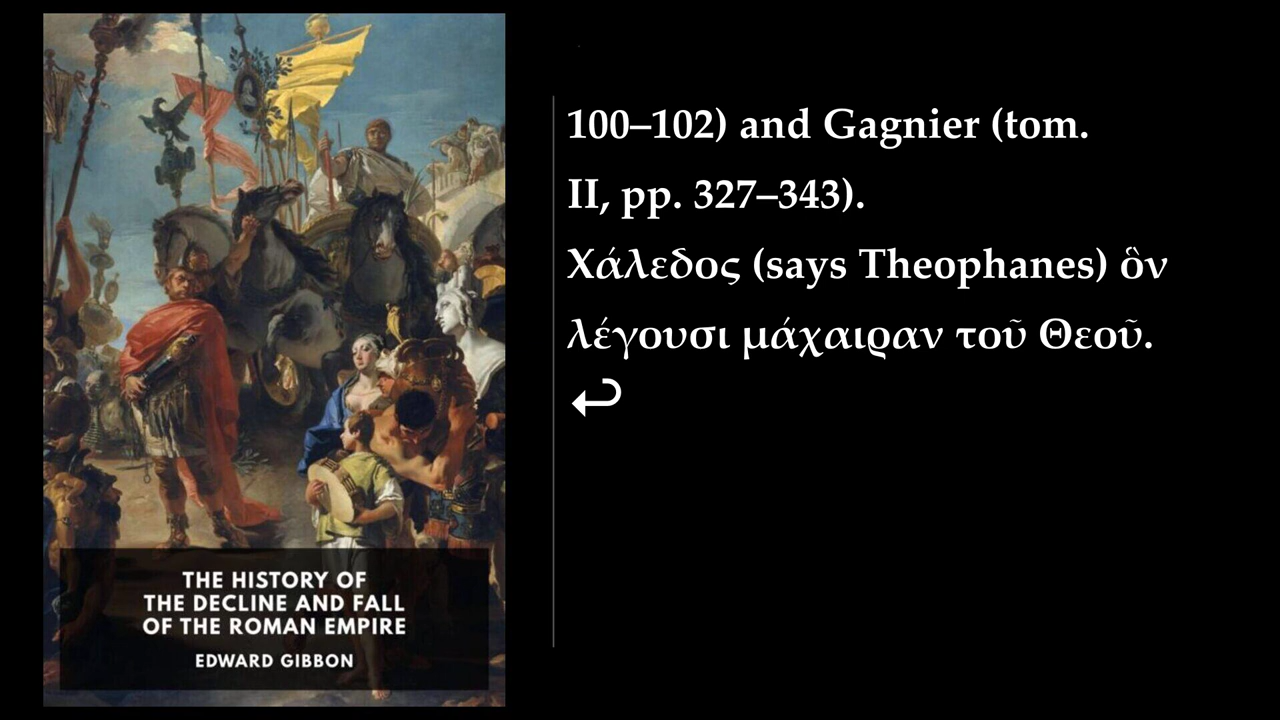 100–102) and Gagnier (tom.
II, pp. 327–343).
Χάλεδος (says Theophanes) ὃν
λέγουσι μάχαιραν τοῦ Θεοῦ.
↩
THE HISTORY OF
THE DECLINE AND FALL
OF THE ROMAN EMPIRE
EDWARD GIBBON